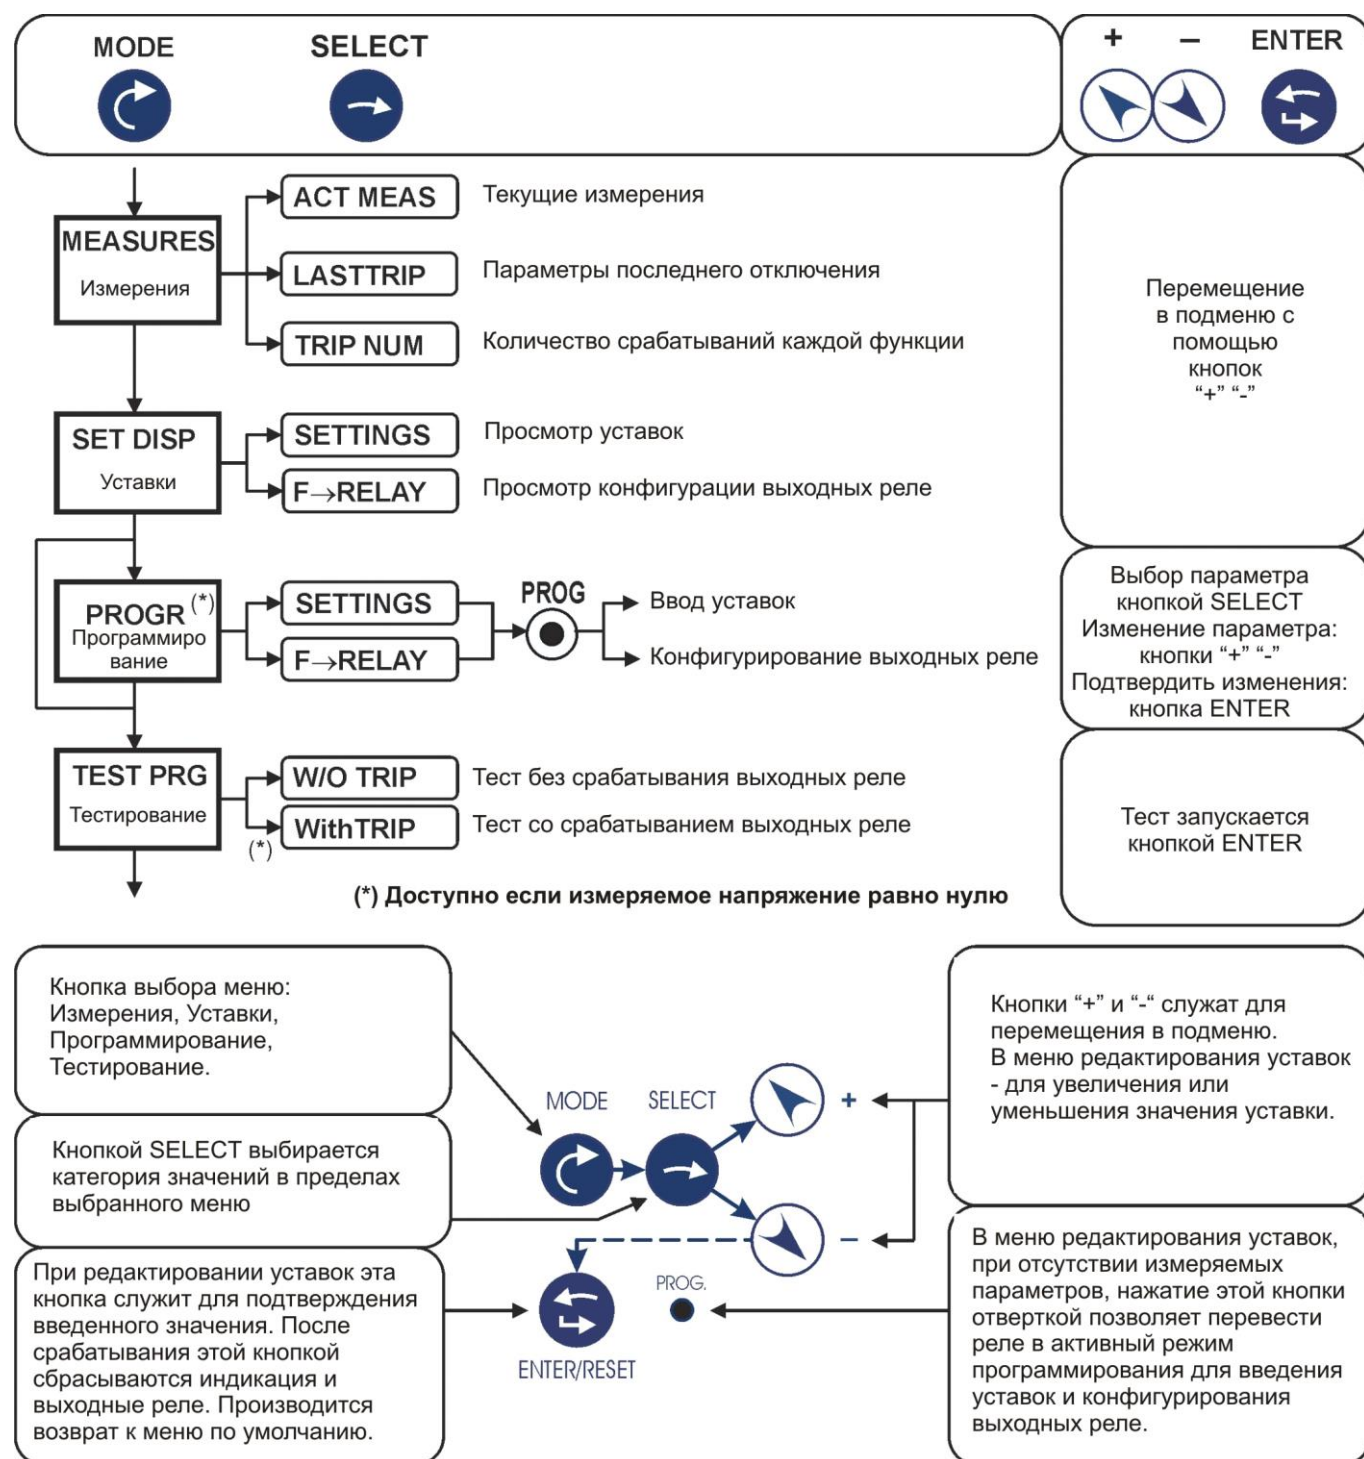 MODE
SELECT
+ – ENTER
MEASURES
Измерения
ACT MEAS
Текущие измерения
LASTTRIP
Параметры последнего отключения
TRIP NUM
Количество срабатываний каждой функции
Перемещение
в подменю с
помощью
кнопок
“+” “-”
SET DISP
Уставки
SETTINGS
Просмотр уставок
F→RELAY
Просмотр конфигурации выходных реле
PROGR (*)
Программиро
вание
SETTINGS
F→RELAY
PROG
Ввод уставок
Конфигурирование выходных реле
Выбор параметра
кнопкой SELECT
Изменение параметра:
кнопки “+” “-”
Подтвердить изменения:
кнопка ENTER
TEST PRG
Тестирование
W/O TRIP
Тест без срабатывания выходных реле
WithTRIP
(*)
Тест со срабатыванием выходных реле
Тест запускается
кнопкой ENTER
(*) Доступно если измеряемое напряжение равно нулю
Кнопка выбора меню:
Измерения, Уставки,
Программирование,
Тестирование.
Кнопкой SELECT выбирается
категория значений в пределах
выбранного меню
При редактировании уставок эта
кнопка служит для подтверждения
введенного значения. После
срабатывания этой кнопкой
сбрасываются индикация и
выходные реле. Производится
возврат к меню по умолчанию.
MODE
SELECT
+
–
PROG.
ENTER/RESET
Кнопки “+” и “-“ служат для
перемещения в подменю.
В меню редактирования уставок
- для увеличения или
уменьшения значения уставки.
В меню редактирования уставок,
при отсутствии измеряемых
параметров, нажатие этой кнопки
отверткой позволяет перевести
реле в активный режим
программирования для введения
уставок и конфигурирования
выходных реле.